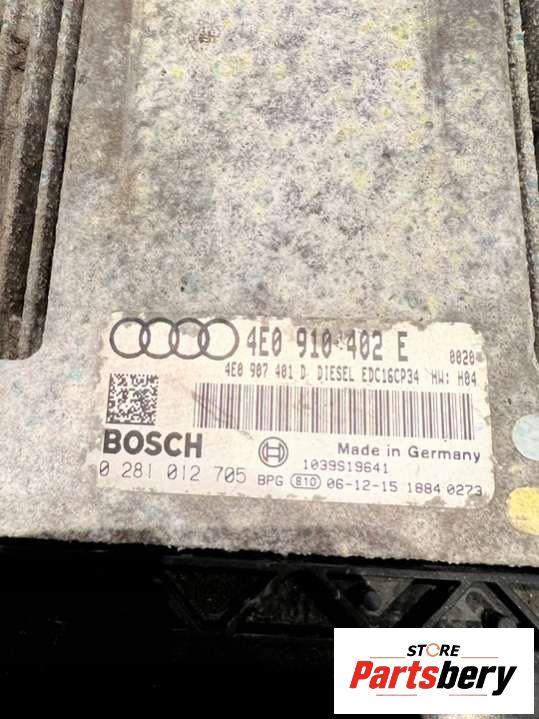 4E0 910 402 E 0020
4E0 907 401 D DIESEL EDC16CP34 HW: H04
BOSCH
Made in Germany
1039S19641
0 281 012 705 BPG 810 06-12-15 1884 0273
STORE
Partsbery